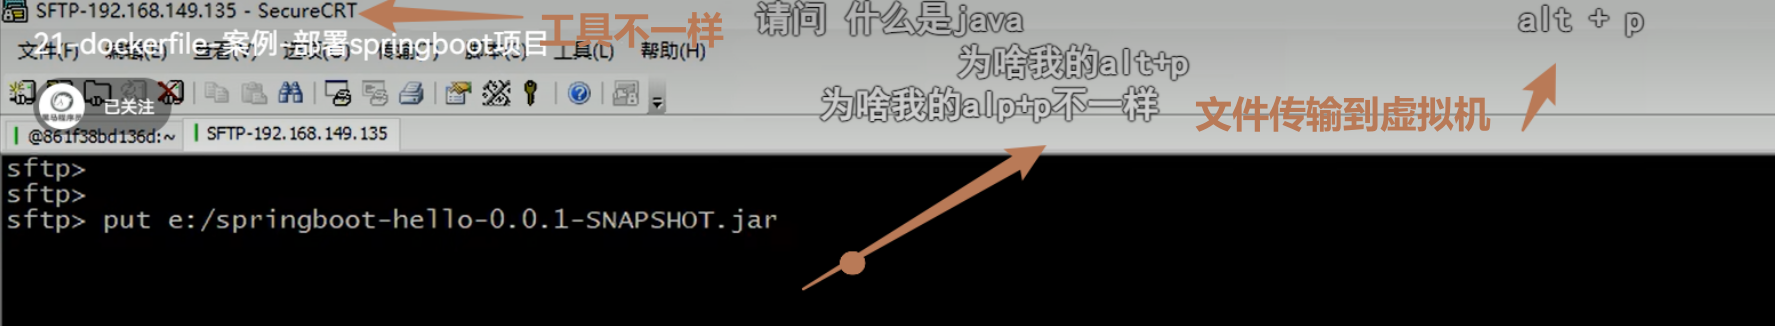 SFTP-192.168.149.135 - SecureCRT
工具不一样
请问 什么是java
alt + p
21-dockerfile-案例-部署springboot项目
文件(F) 编辑(E) 查看(V) 选项(O) 传输(T) 脚本(S) 工具(L) 帮助(H)
为啥我的alt+p
已关注
为啥我的alp+p不一样
文件传输到虚拟机
@861f38bd136d:~
SFTP-192.168.149.135
sftp>
sftp>
sftp> put e:/springboot-hello-0.0.1-SNAPSHOT.jar